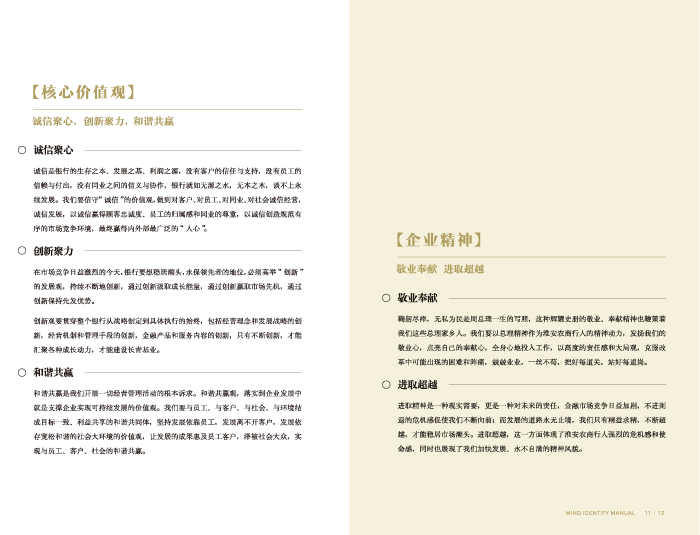 【核心价值观】
诚信聚心，创新聚力，和谐共赢
诚信聚心
诚信是银行的生存之本、发展之基、利润之源，没有客户的信任与支持，没有员工的
信赖与付出，没有同业之间的信义与协作，银行就如无源之水，无本之木，谈不上永
续发展。我们要信守“诚信”的价值观，做到对客户、对员工、对同业、对社会诚信经营，
诚信发展，以诚信赢得顾客忠诚度、员工的归属感和同业的尊重，以诚信创造规范有
序的市场竞争环境，最终赢得内外部最广泛的“人心”。
创新聚力
在市场竞争日益激烈的今天，银行要想稳居潮头、永保领先者的地位，必须高举“创新”
的发展观，持续不断地创新，通过创新汲取成长能量，通过创新赢取市场先机，通过
创新保持先发优势。
创新观要贯穿整个银行从战略制定到具体执行的始终，包括经营理念和发展战略的创
新，经营机制和管理手段的创新，金融产品和服务内容的创新，只有不断创新，才能
汇聚各种成长动力，才能建设长青基业。
和谐共赢
和谐共赢是我们开展一切经营管理活动的根本诉求。和谐共赢观，落实到企业发展中
就是支撑企业实现可持续发展的价值观。我们要与员工、与客户、与社会、与环境结
成目标一致、利益共享的和谐共同体，坚持发展依靠员工，发展离不开客户，发展依
存宽松和谐的社会大环境的价值观，让发展的成果惠及员工客户，泽被社会大众，实
现与员工、客户、社会的和谐共赢。
【企业精神】
敬业奉献 进取超越
敬业奉献
鞠躬尽瘁，无私为民是周总理一生的写照，这种辉耀史册的敬业、奉献精神也鞭策着
我们这些总理家乡人。我们要以总理精神作为淮安农商行人的精神动力，发扬我们的
敬业心，点亮自己的奉献心，全身心地投入工作，以高度的责任感和大局观，克服改
革中可能出现的困难和阵痛，兢兢业业，一丝不苟，把好每道关，站好每道岗。
进取超越
进取精神是一种现实需要，更是一种对未来的责任，金融市场竞争日益加剧，不进则
退的危机感促使我们不断向前；而发展的道路永无止境，我们只有精益求精，不断超
越，才能稳居市场潮头。进取超越，这一方面体现了淮安农商行人强烈的危机感和使
命感，同时也展现了我们加快发展、永不自满的精神风貌。
MIND IDENTIFY MANUAL 11 | 12